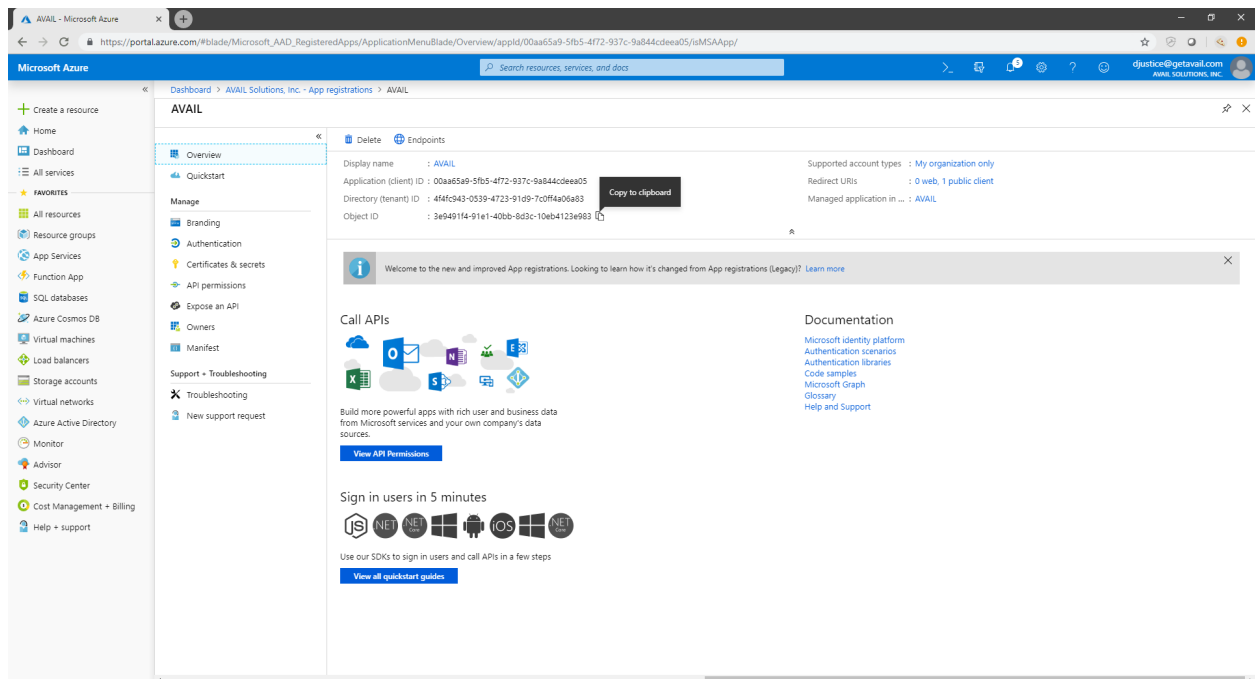 AVAIL - Microsoft Azure
https://portal.azure.com/#blade/Microsoft_AAD_RegisteredApps/ApplicationMenuBlade/Overview/appId/00aa65a9-5fb5-4f72-937c-9a844cdeea05/isMSAApp/
Microsoft Azure
Search resources, services, and docs
3
djustice@getavail.com
AVAIL SOLUTIONS, INC.
Create a resource
Home
Dashboard
All services
FAVORITES
All resources
Resource groups
App Services
Function App
SQL databases
Azure Cosmos DB
Virtual machines
Load balancers
Storage accounts
Virtual networks
Azure Active Directory
Monitor
Advisor
Security Center
Cost Management + Billing
Help + support
Dashboard > AVAIL Solutions, Inc. - App registrations > AVAIL
AVAIL
Overview
Quickstart
Manage
Branding
Authentication
Certificates & secrets
API permissions
Expose an API
Owners
Manifest
Support + Troubleshooting
Troubleshooting
New support request
Delete
Endpoints
Display name : AVAIL
Application (client) ID : 00aa65a9-5fb5-4f72-937c-9a844cdeea05
Directory (tenant) ID : 4f4fc943-0539-4723-91d9-7c0ff4a06a83
Object ID : 3e9491f4-91e1-40bb-8d3c-10eb4123e983
Copy to clipboard
Supported account types : My organization only
Redirect URIs : 0 web, 1 public client
Managed application in ... : AVAIL
Welcome to the new and improved App registrations. Looking to learn how it's changed from App registrations (Legacy)? Learn more
Call APIs
Build more powerful apps with rich user and business data
from Microsoft services and your own company's data
sources.
View API Permissions
Sign in users in 5 minutes
JS NET NET Core iOS NET Core
Use our SDKs to sign in users and call APIs in a few steps
View all quickstart guides
Documentation
Microsoft identity platform
Authentication scenarios
Authentication libraries
Code samples
Microsoft Graph
Glossary
Help and Support